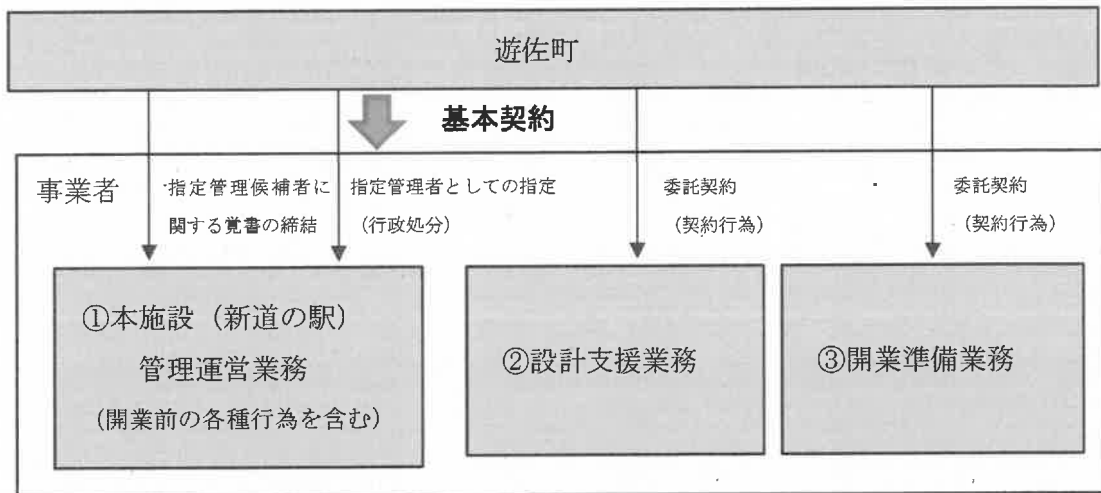 遊佐町
基本契約
事業者
指定管理候補者に
関する覚書の締結
指定管理者としての指定
(行政処分)
委託契約
(契約行為)
委託契約
(契約行為)
①本施設（新道の駅）
管理運営業務
(開業前の各種行為を含む)
②設計支援業務
③開業準備業務